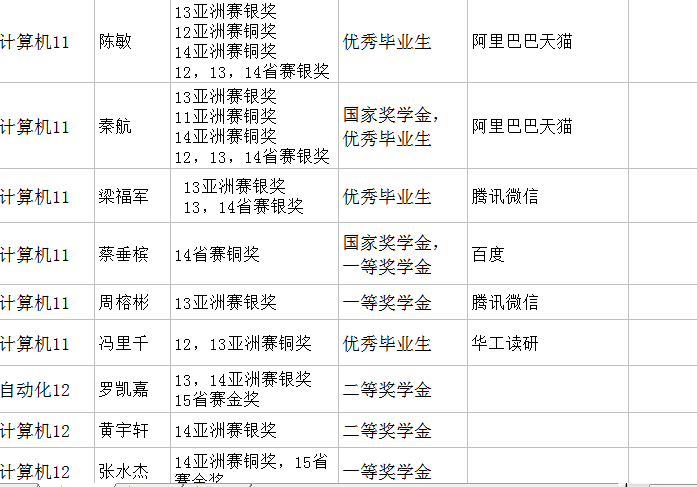 13亚洲赛银奖
12亚洲赛铜奖
计算机11 陈敏 优秀毕业生 阿里巴巴天猫
14亚洲赛铜奖
12，13，14省赛银奖
13亚洲赛银奖
11亚洲赛铜奖 国家奖学金，
计算机11 秦航 阿里巴巴天猫
14亚洲赛铜奖 优秀毕业生
12，13，14省赛银奖
13亚洲赛银奖
计算机11 梁福军 优秀毕业生 腾讯微信
13，14省赛银奖
国家奖学金，
计算机11 蔡垂槟 14省赛铜奖 百度
一等奖学金
计算机11 周榕彬 13亚洲赛银奖 一等奖学金 腾讯微信
计算机11 冯里千 12，13亚洲赛铜奖 优秀毕业生 华工读研
13，14亚洲赛银奖
自动化12 罗凯嘉 二等奖学金
15省赛金奖
计算机12 黄宇轩 14亚洲赛银奖 二等奖学金
14亚洲赛铜奖，15省
计算机12 张水杰 一等奖学金
赛金奖